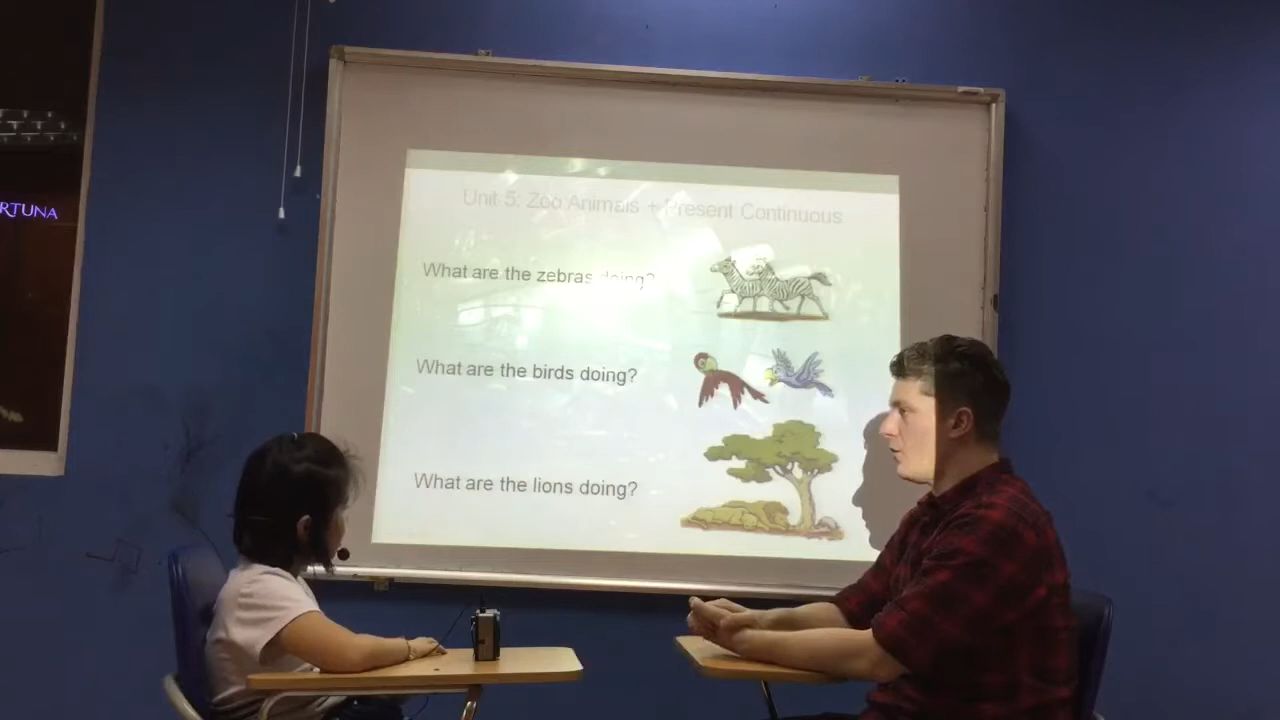 RTUNA
Unit 5: Zoo Animals + Present Continuous
What are the zebras doing?
What are the birds doing?
What are the lions doing?